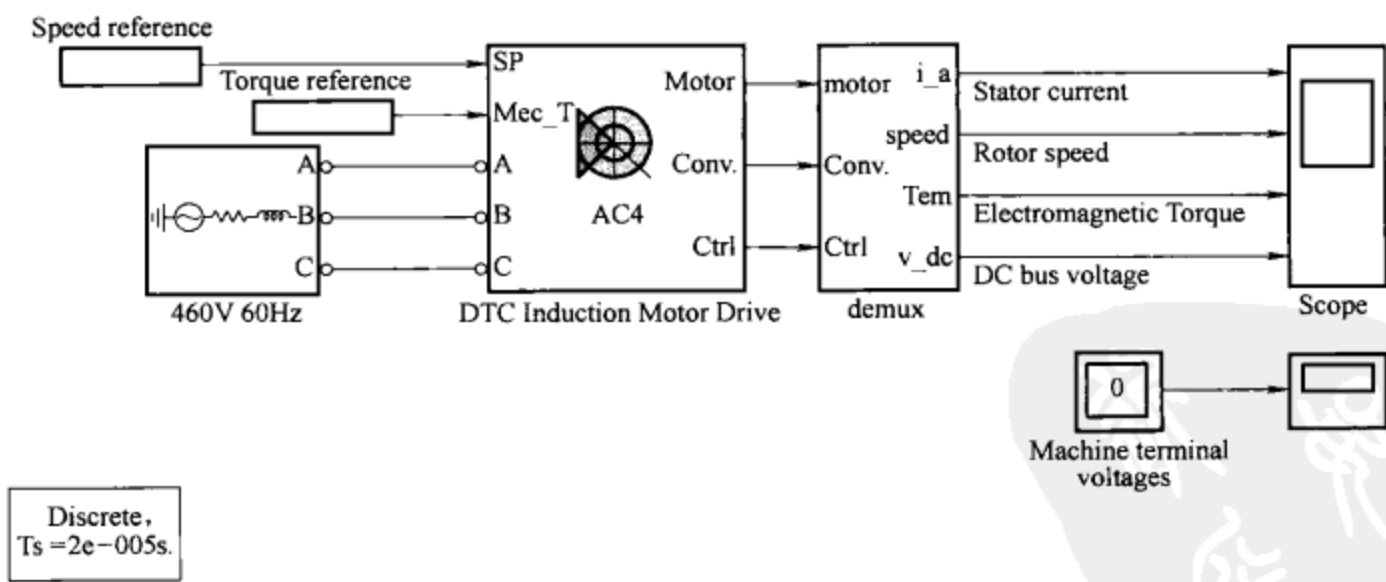 Speed reference
Torque reference
SP
Mec_T
A
B
C
A
B
C
460V 60Hz
AC4
Motor
Conv.
Ctrl
DTC Induction Motor Drive
motor
Conv.
Ctrl
i_a
speed
Tem
v_dc
demux
Stator current
Rotor speed
Electromagnetic Torque
DC bus voltage
Scope
0
Machine terminal
voltages
Discrete,
Ts =2e−005s.